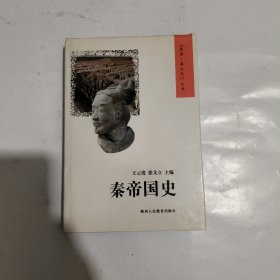 王云度 张文立 主编
秦帝国史
陕西人民教育出版社